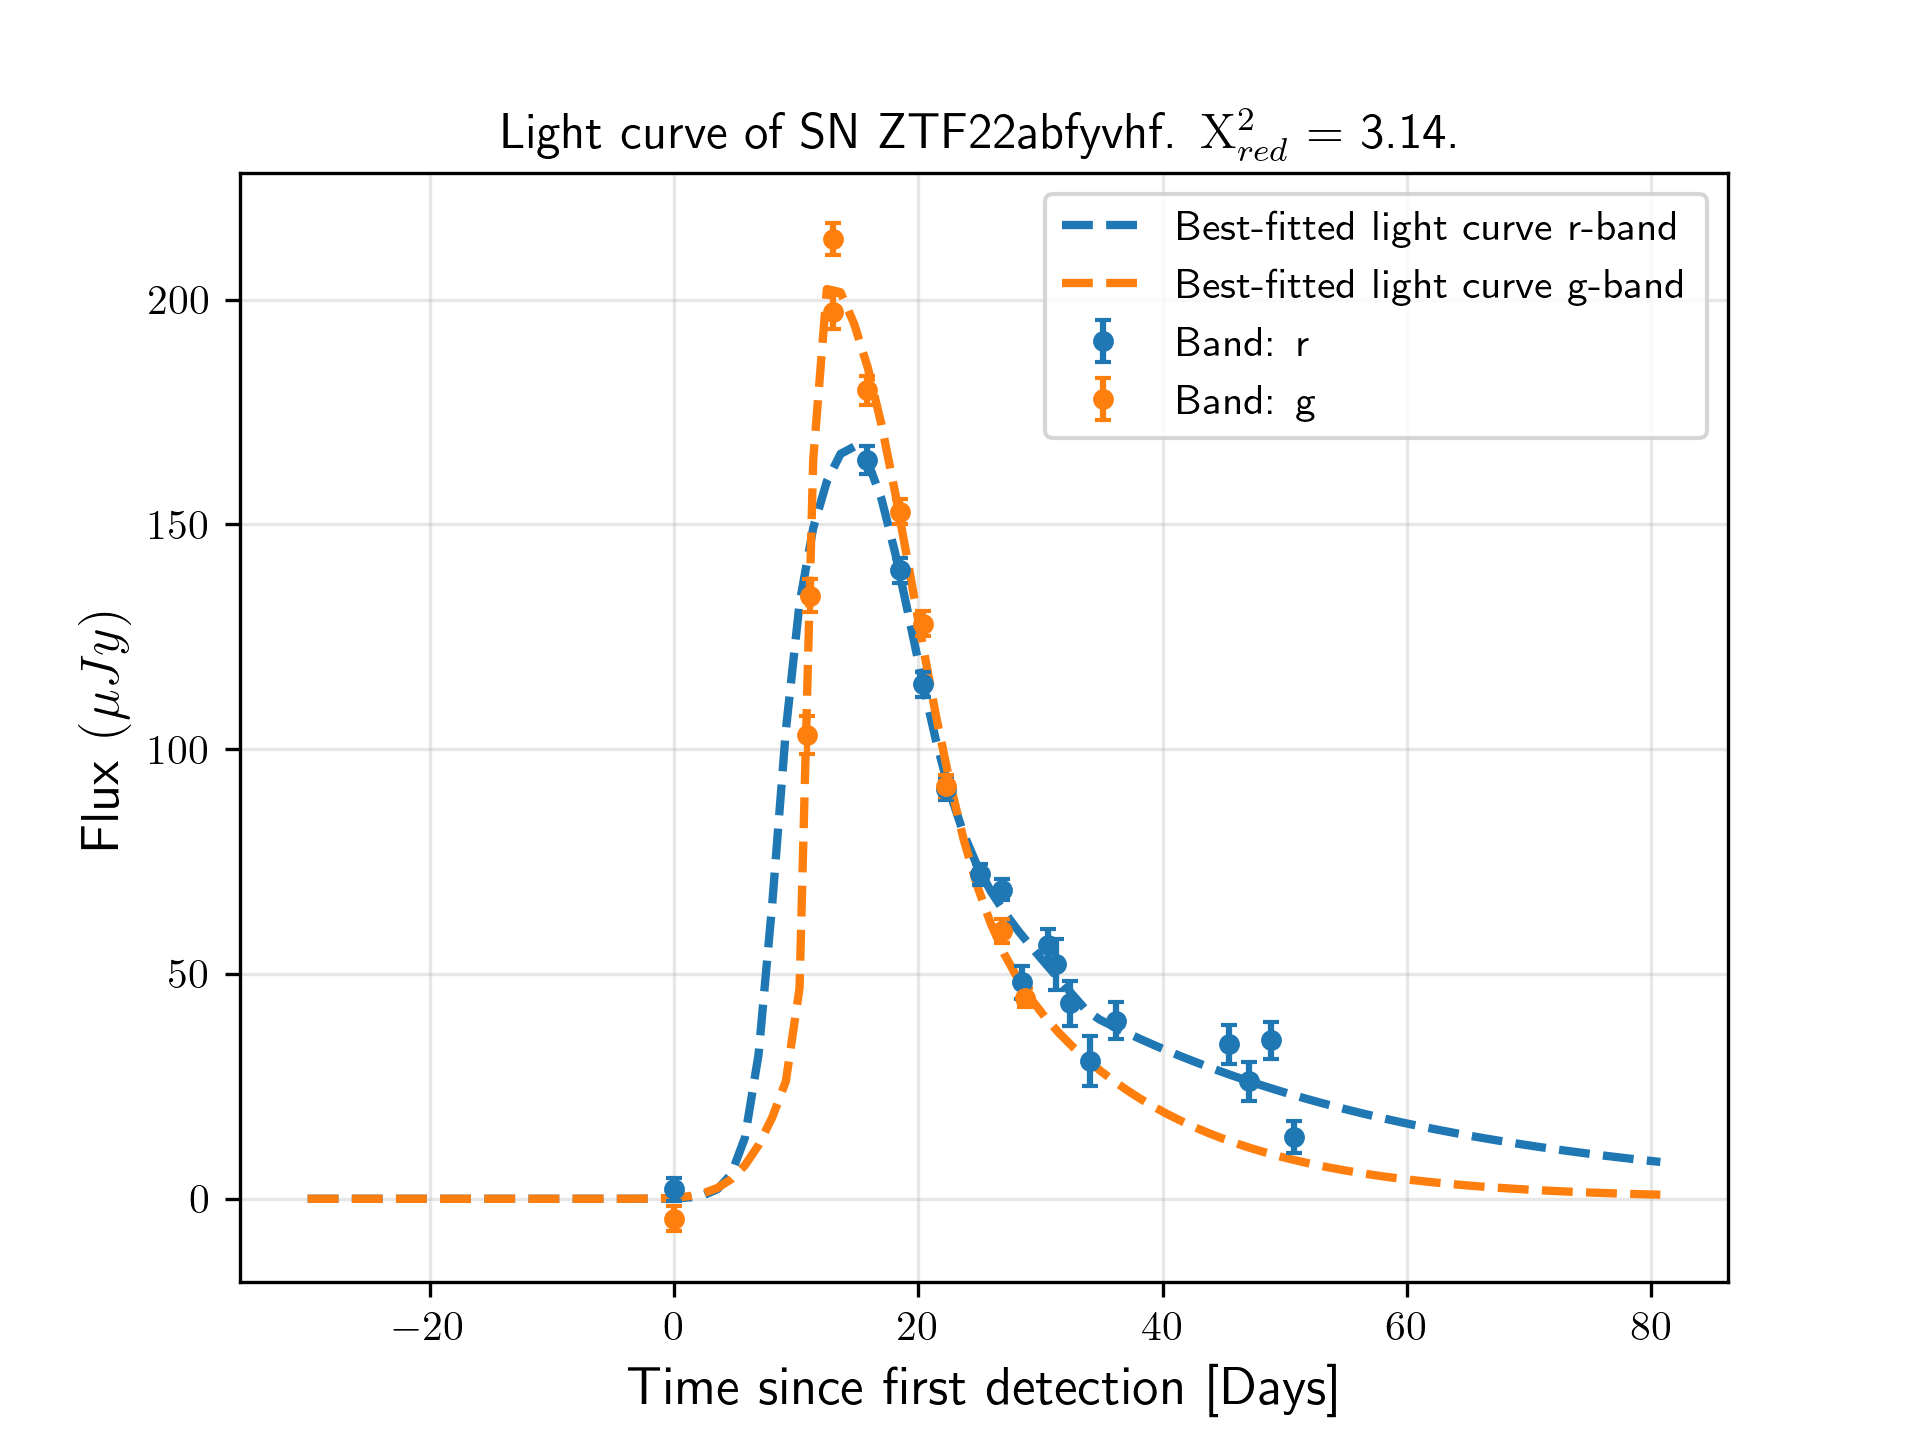 Light curve of SN ZTF22abfyvhf. X²_red = 3.14.
Best-fitted light curve r-band
Best-fitted light curve g-band
Band: r
Band: g
Flux (μJy)
200
150
100
50
0
−20 0 20 40 60 80
Time since first detection [Days]